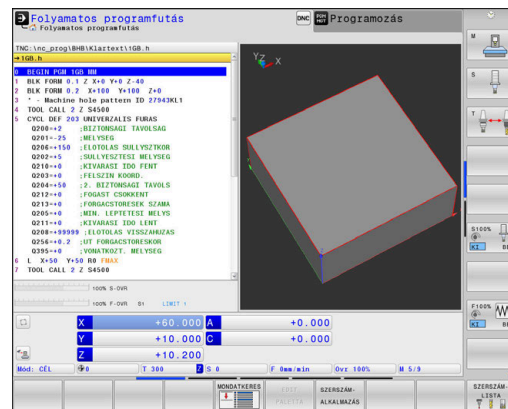 Folyamatos programfutás
Folyamatos programfutás
DNC
Programozás
TNC:\nc_prog\BHB\Klartext\1GB.h
→1GB.h
0 BEGIN PGM 1GB MM
1 BLK FORM 0.1 Z X+0 Y+0 Z-40
2 BLK FORM 0.2 X+100 Y+100 Z+0
3 * - Machine hole pattern ID 27943KL1
4 TOOL CALL 2 Z S4500
5 CYCL DEF 203 UNIVERZALIS FURAS
Q200=+2 ;BIZTONSAGI TAVOLSAG
Q201=-25 ;MELYSEG
Q206=+150 ;ELOTOLAS SULLYSZTKOR
Q202=+5 ;SULLYESZTESI MELYSEG
Q210=+0 ;KIVARASI IDO FENT
Q203=+0 ;FELSZIN KOORD.
Q204=+50 ;2. BIZTONSAGI TAVOLS
Q212=+0 ;FOGAST CSOKKENT
Q213=+0 ;FORGACSTORESEK SZAMA
Q205=+0 ;MIN. LEPTETESI MELYS
Q211=+0 ;KIVARASI IDO LENT
Q208=+99999 ;ELOTOLAS VISSZAHUZAS
Q256=+0.2 ;UT FORGACSTORESKOR
Q395=+0 ;VONATKOZT. MELYSEG
6 L X+50 Y+50 R0 FMAX
7 TOOL CALL 2 Z S4500
Y Z X
100% S-OVR
100% F-OVR S1 LIMIT 1
X +60.000 A +0.000
Y +10.000 C +0.000
Z +10.200
Mód: CÉL 0 T 300 Z S 0 F 0mm/min Ovr 100% M 5/9
M
S
T
S100%
KI BE
F100%
KI BE
MONDATKERES
PALETTA
SZERSZÁM-
ALKALMAZÁS
SZERSZÁM-
LISTA